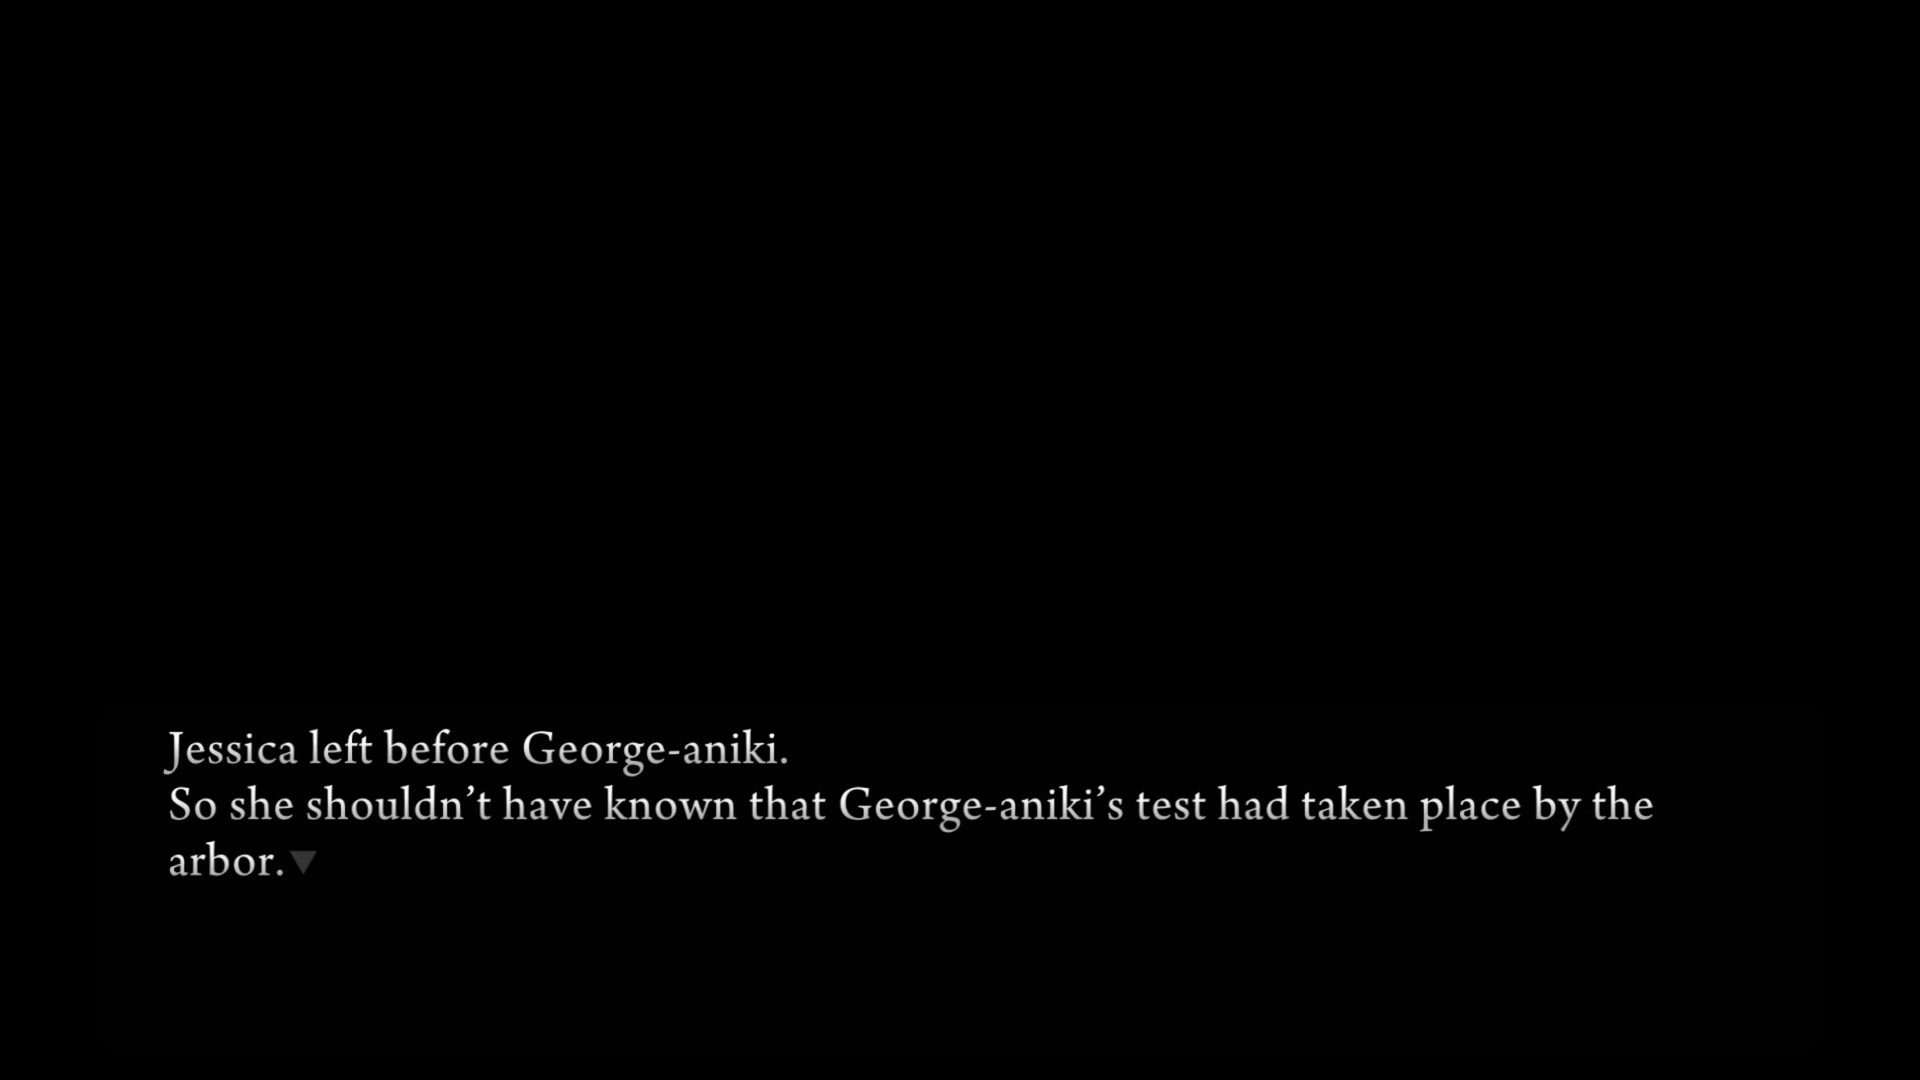 Jessica left before George-aniki.
So she shouldn’t have known that George-aniki’s test had taken place by the
arbor.